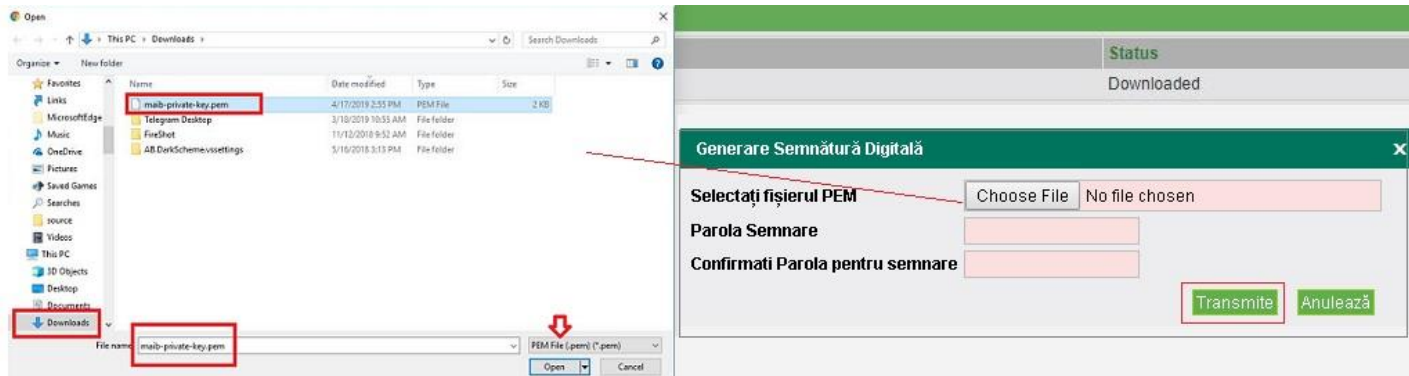 Open
This PC > Downloads >
Search Downloads
Organize
New folder
Favorites
Links
MicrosoftEdge
Music
OneDrive
Pictures
Saved Games
Searches
source
Videos
This PC
3D Objects
Desktop
Documents
Downloads
Name
Date modified
Type
Size
maib-private-key.pem
4/17/2019 2:55 PM
PEM File
2 KB
Telegram Desktop
3/18/2019 10:55 AM
File folder
FireShot
11/12/2018 9:52 AM
File folder
AB.DarkScheme.vssettings
5/16/2018 3:13 PM
File folder
File name
maib-private-key.pem
PEM File (.pem) (*.pem)
Open
Cancel
Status
Downloaded
Generare Semnătură Digitală
x
Selectați fișierul PEM
Choose File
No file chosen
Parola Semnare
Confirmati Parola pentru semnare
Transmite
Anulează